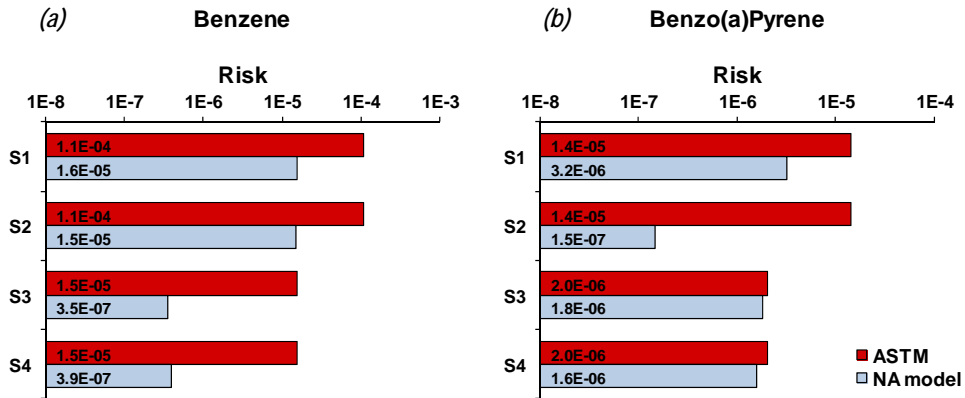 (a) Benzene
Risk
1E-8 1E-7 1E-6 1E-5 1E-4 1E-3
S1
1.1E-04
1.6E-05
S2
1.1E-04
1.5E-05
S3
1.5E-05
3.5E-07
S4
1.5E-05
3.9E-07
(b) Benzo(a)Pyrene
Risk
1E-8 1E-7 1E-6 1E-5 1E-4
S1
1.4E-05
3.2E-06
S2
1.4E-05
1.5E-07
S3
2.0E-06
1.8E-06
S4
2.0E-06
1.6E-06
ASTM
NA model